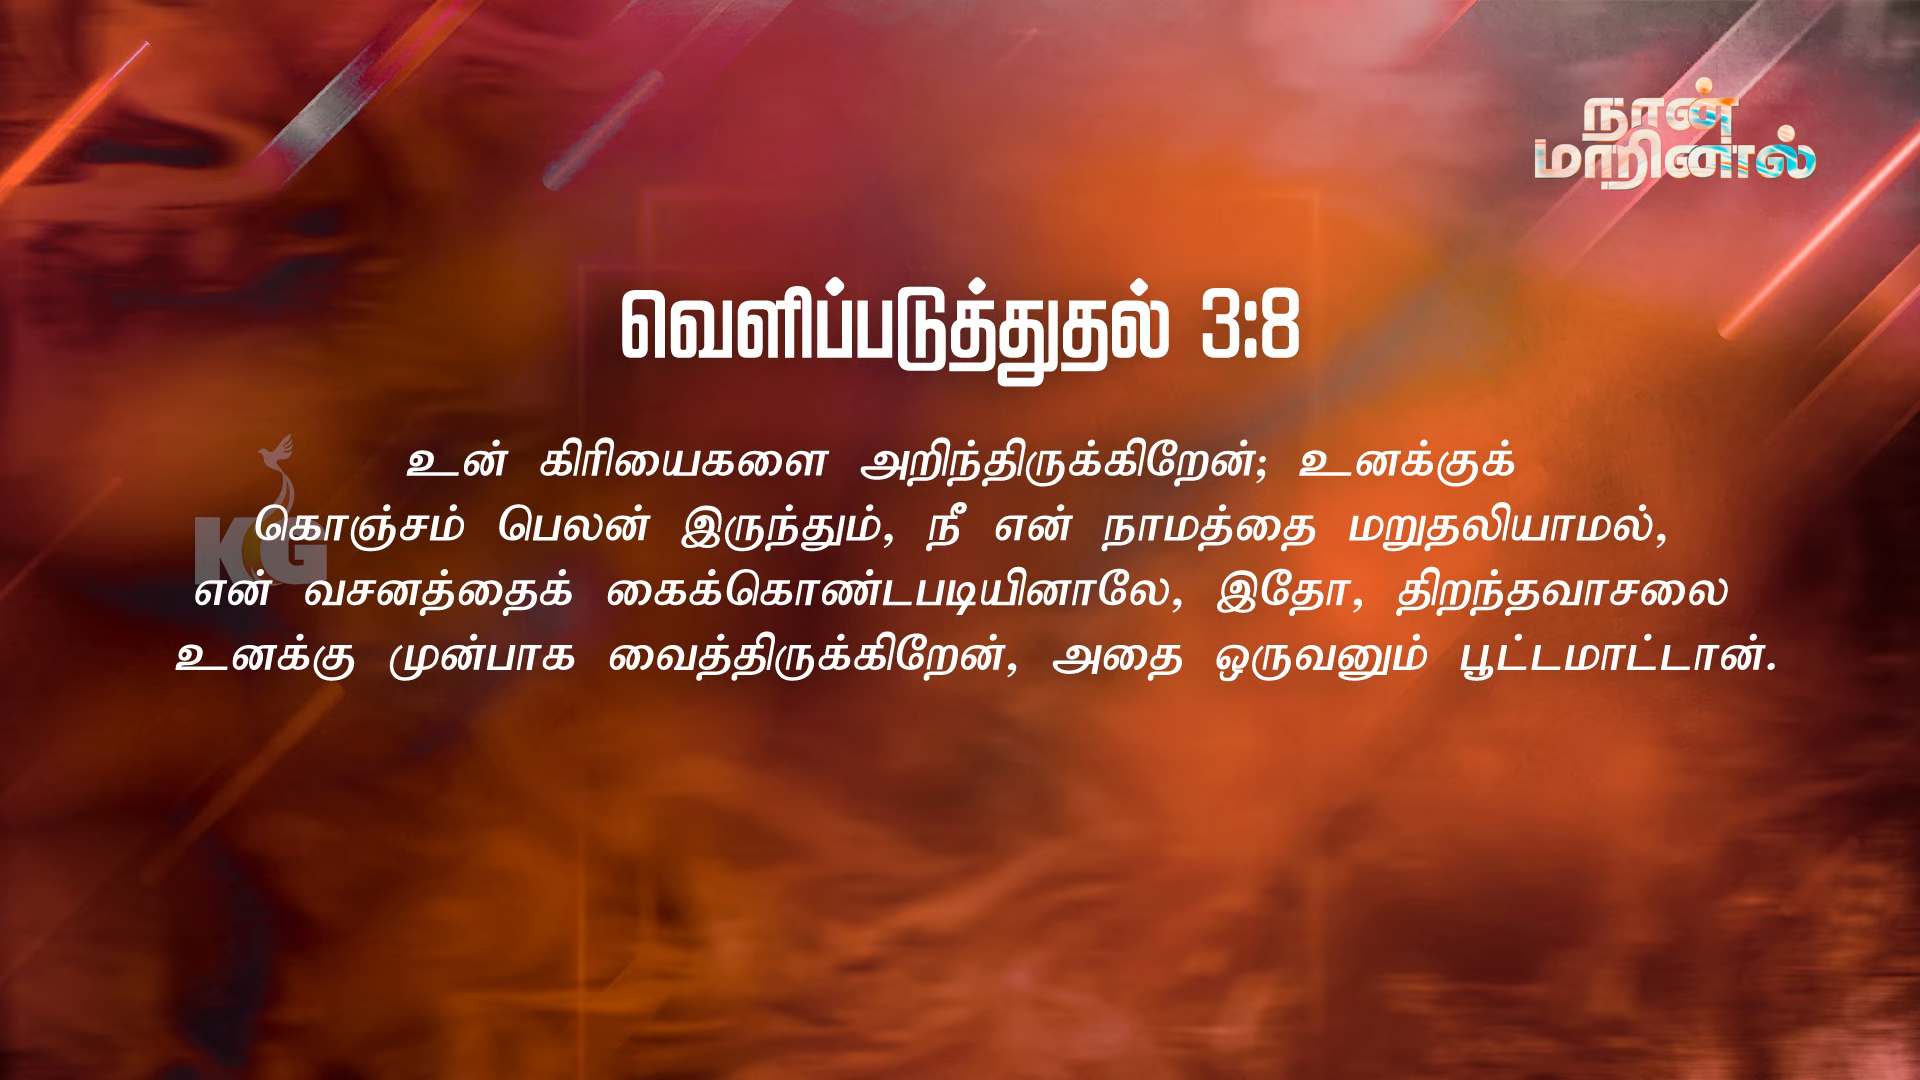 நான்
மாறினால்
வெளிப்படுத்துதல் 3:8
உன் கிரியைகளை அறிந்திருக்கிறேன்; உனக்குக்
கொஞ்சம் பெலன் இருந்தும், நீ என் நாமத்தை மறுதலியாமல்,
என் வசனத்தைக் கைக்கொண்டபடியினாலே, இதோ, திறந்தவாசலை
உனக்கு முன்பாக வைத்திருக்கிறேன், அதை ஒருவனும் பூட்டமாட்டான்.
KG